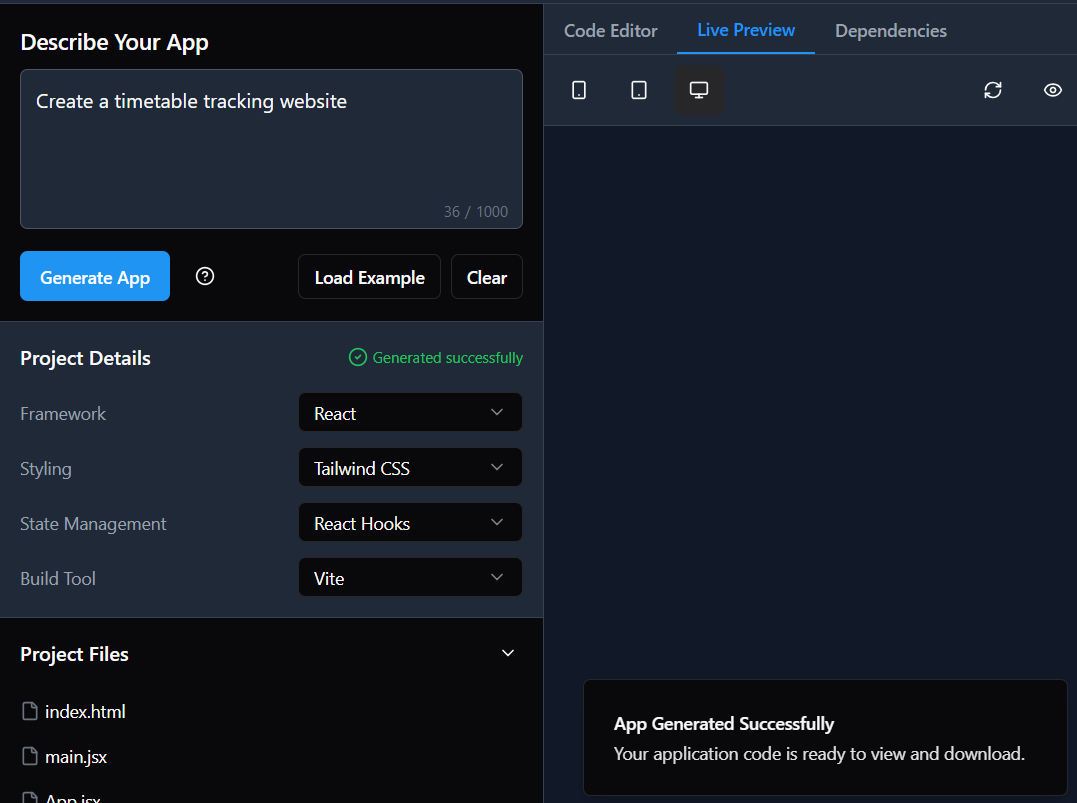 Describe Your App
Create a timetable tracking website
36 / 1000
Generate App
Load Example
Clear
Project Details
Generated successfully
Framework
React
Styling
Tailwind CSS
State Management
React Hooks
Build Tool
Vite
Project Files
index.html
main.jsx
App.jsx
Code Editor
Live Preview
Dependencies
App Generated Successfully
Your application code is ready to view and download.